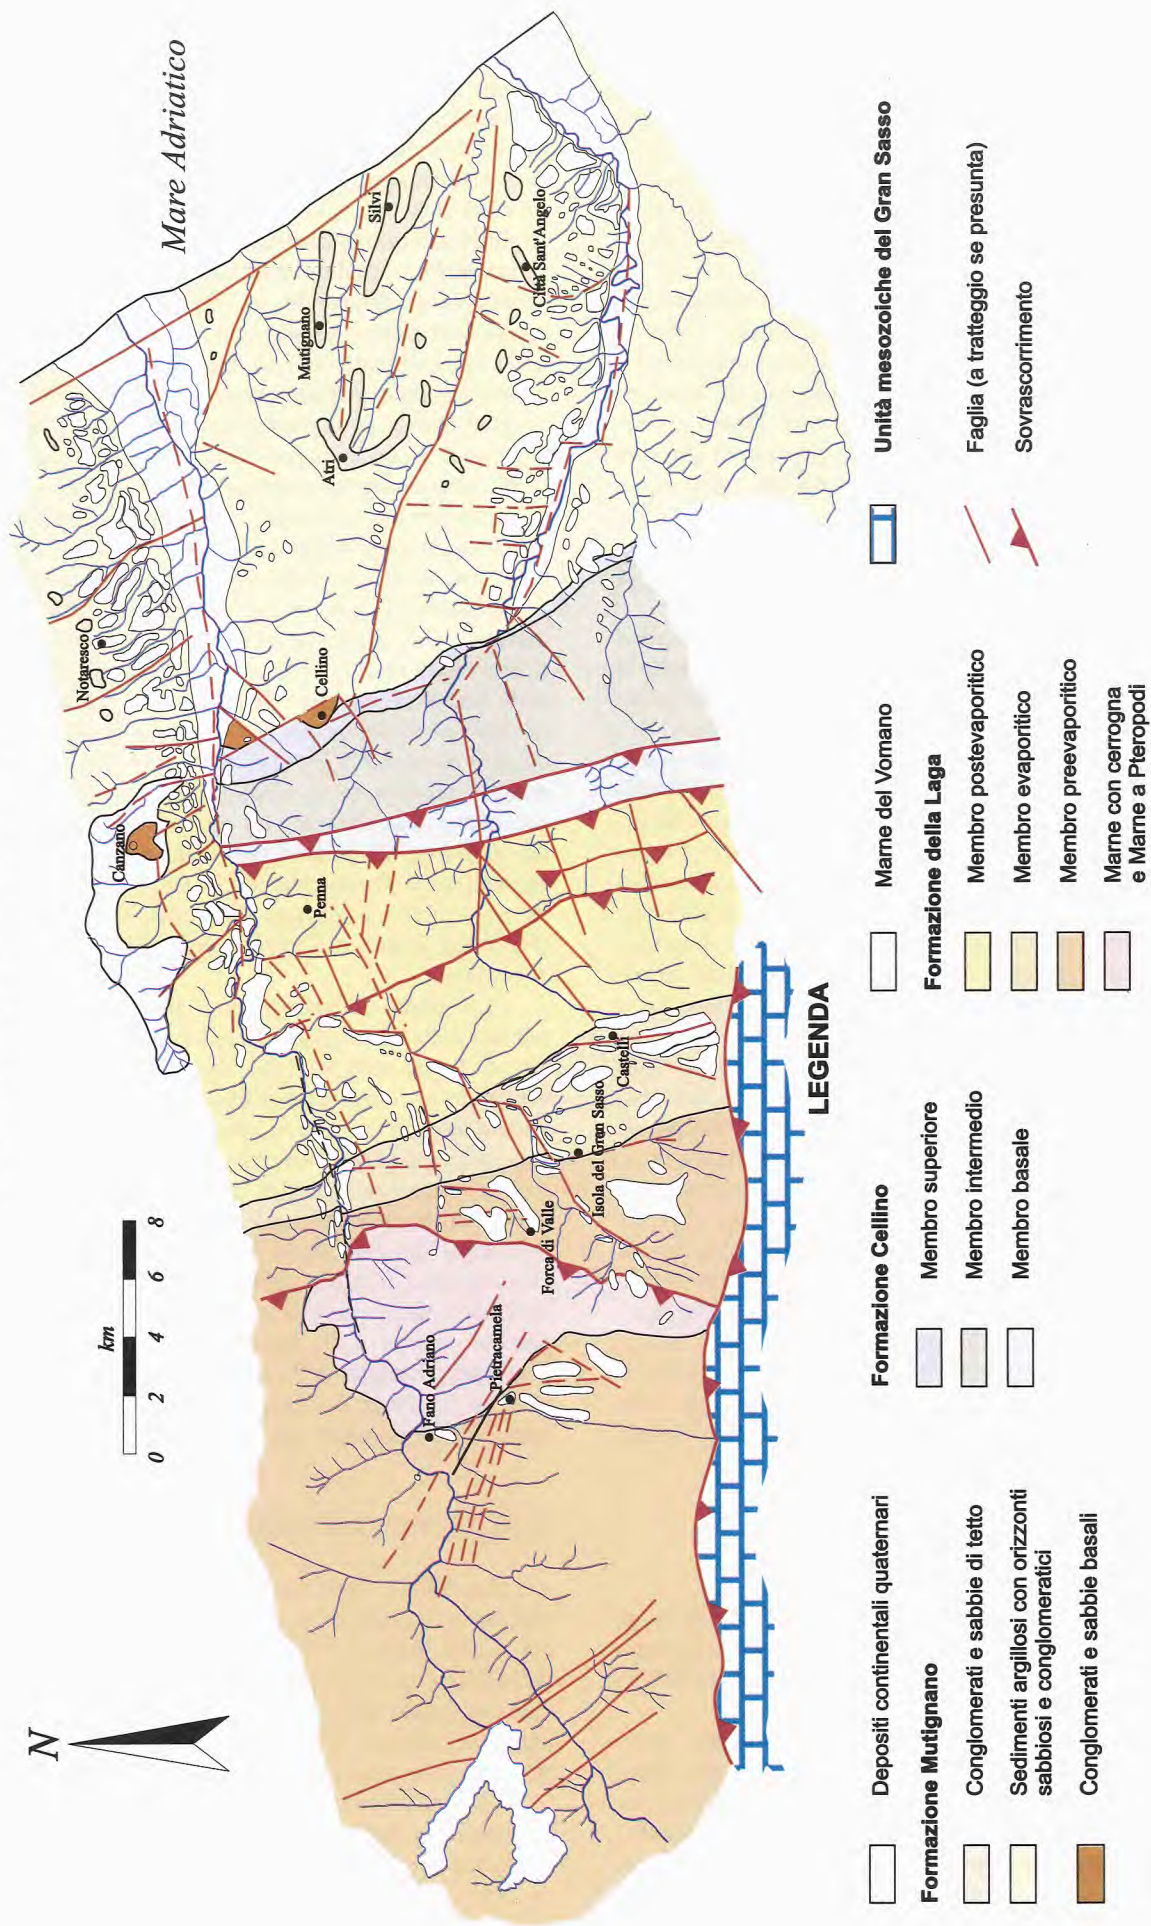 N
km
0 2 4 6 8
Mare Adriatico
Notaresco
Canzano
Cellino
Mutignano
Silvi
Atri
Città Sant'Angelo
Penna
Fano Adriano
Pietracamela
Forca di Valle
Isola del Gran Sasso
Castelli
LEGENDA
Depositi continentali quaternari
Formazione Mutignano
Conglomerati e sabbie di tetto
Sedimenti argillosi con orizzonti
sabbiosi e conglomeratici
Conglomerati e sabbie basali
Formazione Cellino
Membro superiore
Membro intermedio
Membro basale
Marne del Vomano
Formazione della Laga
Membro postevaporitico
Membro evaporitico
Membro preevaporitico
Marne con cerrogna
e Marne a Pteropodi
Unità mesozoiche del Gran Sasso
Faglia (a tratteggio se presunta)
Sovrascorrimento